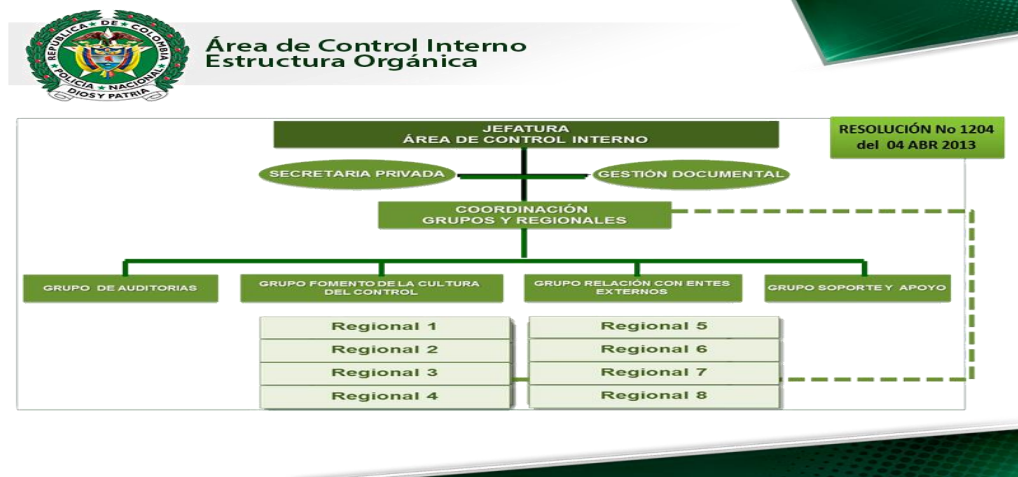 REPUBLICA DE COLOMBIA
POLICIA NACIONAL
DIOS Y PATRIA
Área de Control Interno
Estructura Orgánica
JEFATURA
ÁREA DE CONTROL INTERNO
RESOLUCIÓN No 1204
del 04 ABR 2013
SECRETARIA PRIVADA
GESTIÓN DOCUMENTAL
COORDINACIÓN
GRUPOS Y REGIONALES
GRUPO DE AUDITORIAS
GRUPO FOMENTO DE LA CULTURA
DEL CONTROL
GRUPO RELACIÓN CON ENTES
EXTERNOS
GRUPO SOPORTE Y APOYO
Regional 1
Regional 2
Regional 3
Regional 4
Regional 5
Regional 6
Regional 7
Regional 8